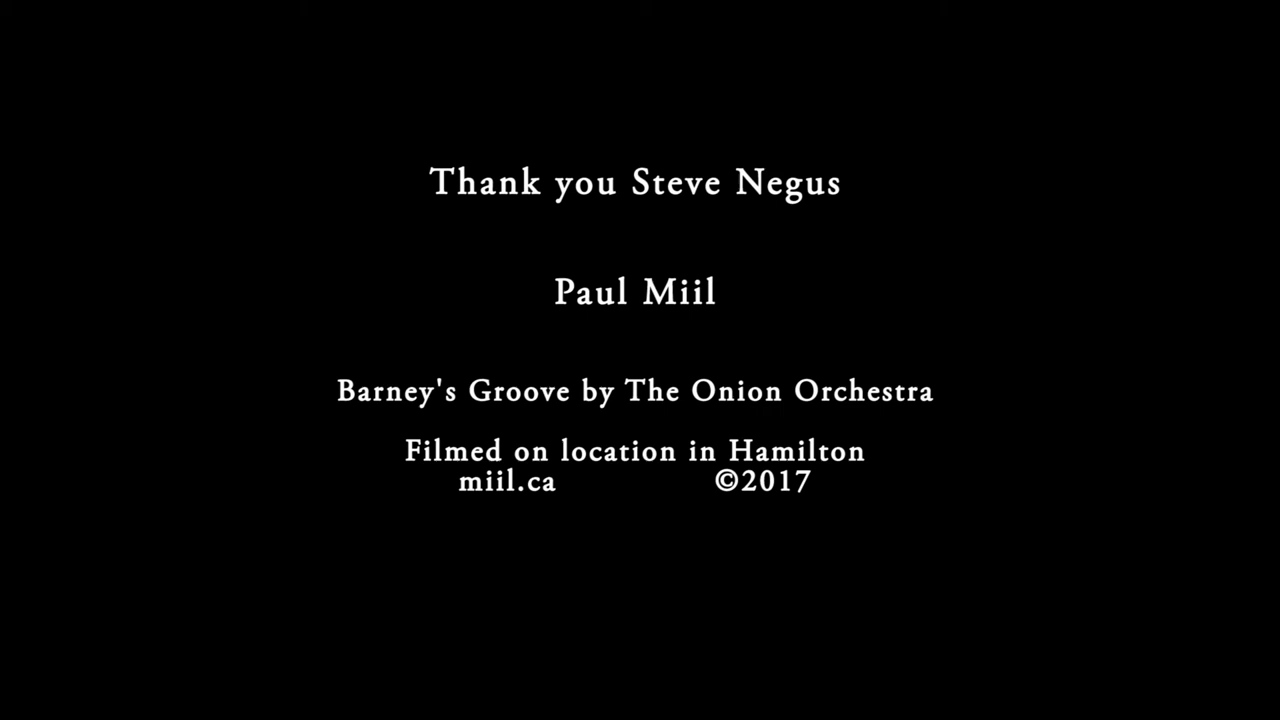 Thank you Steve Negus
Paul Miil
Barney's Groove by The Onion Orchestra
Filmed on location in Hamilton
miil.ca ©2017